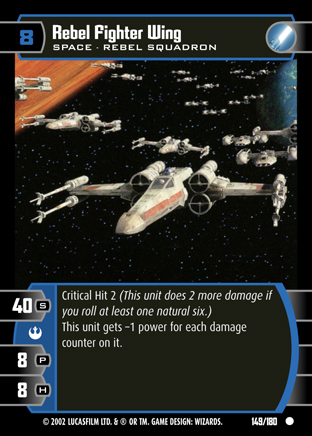 8 Rebel Fighter Wing
SPACE · REBEL SQUADRON
40 S
Critical Hit 2 (This unit does 2 more damage if
you roll at least one natural six.)
This unit gets –1 power for each damage
counter on it.
8 P
8 H
© 2002 LUCASFILM LTD. & ® OR TM. GAME DESIGN: WIZARDS. 149/180